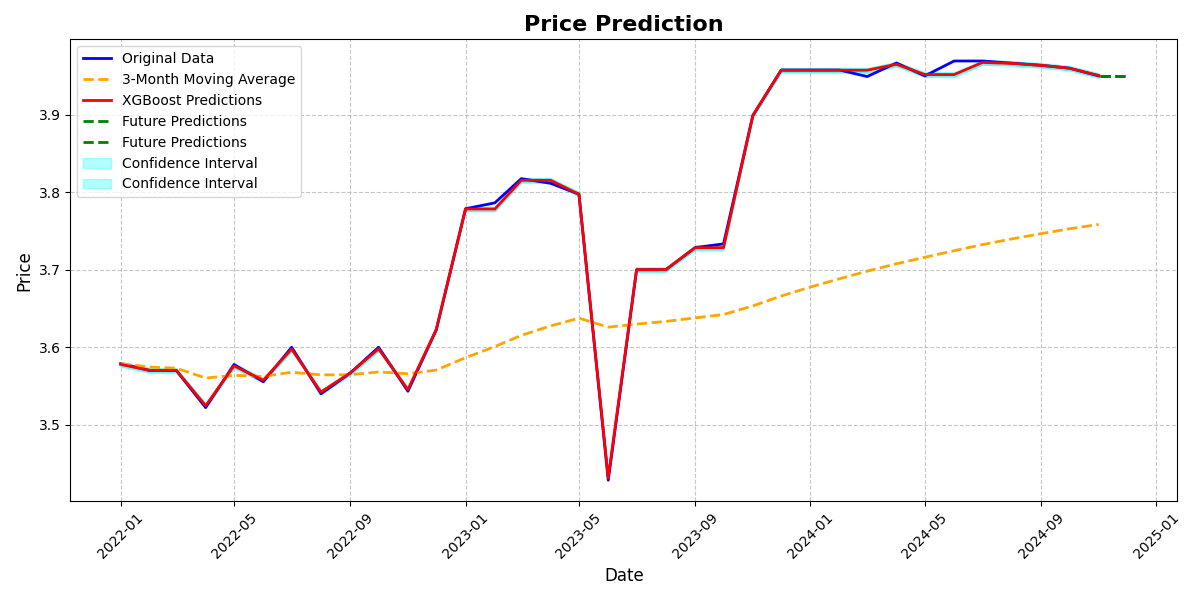 Price Prediction
Original Data
3-Month Moving Average
XGBoost Predictions
Future Predictions
Future Predictions
Confidence Interval
Confidence Interval
Price
3.9
3.8
3.7
3.6
3.5
2022-01
2022-05
2022-09
2023-01
2023-05
2023-09
2024-01
2024-05
2024-09
2025-01
Date